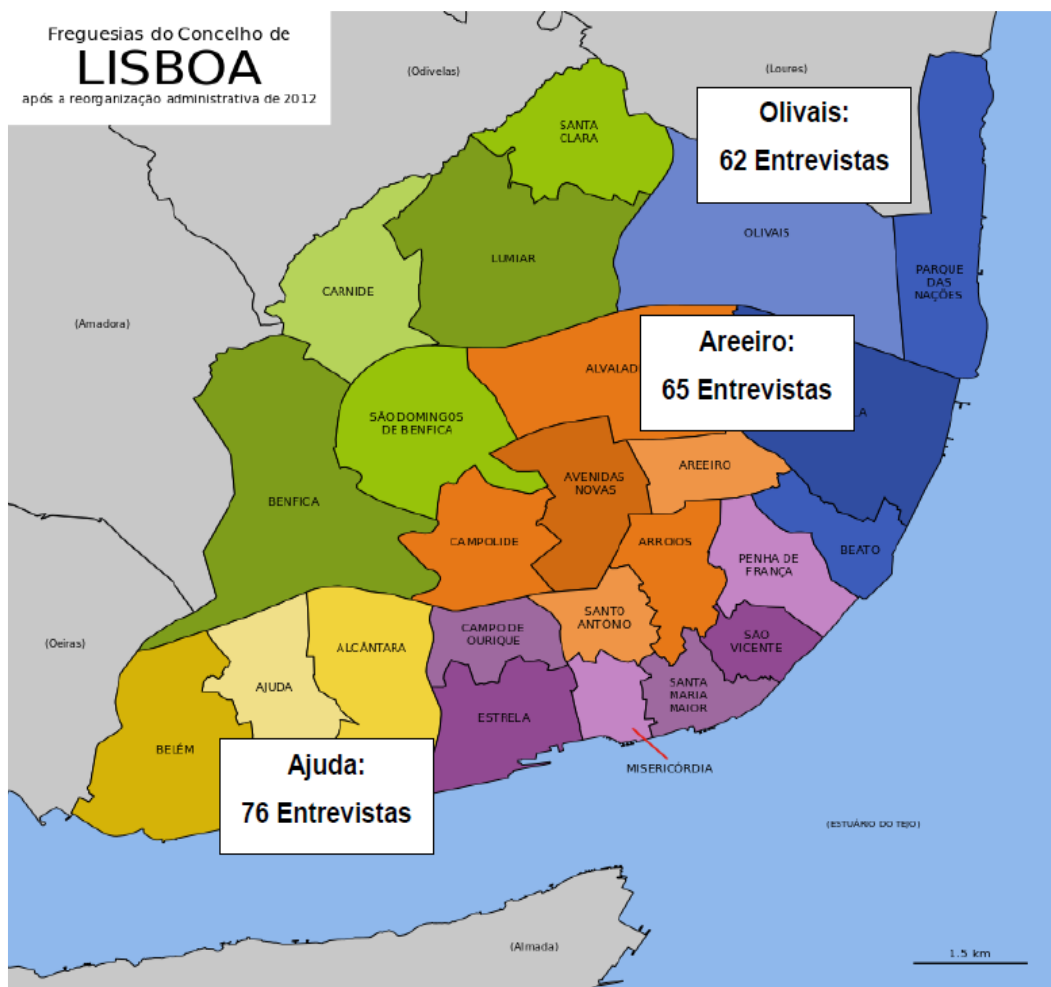 Freguesias do Concelho de
LISBOA
após a reorganização administrativa de 2012
(Odivelas)
(Loures)
Olivais:
62 Entrevistas
SANTA
CLARA
OLIVAIS
LUMIAR
PARQUE
DAS
NAÇÕES
CARNIDE
(Amadora)
Areeiro:
65 Entrevistas
ALVALAD
LA
SÃO DOMINGOS
DE BENFICA
AREEIRO
AVENIDAS
NOVAS
BENFICA
CAMPOLIDE
ARROIOS
BEATO
PENHA DE
FRANÇA
SANTO
ANTÓNIO
CAMPO DE
OURIQUE
SÃO
VICENTE
(Oeiras)
ALCÂNTARA
AJUDA
SANTA
MARIA
MAIOR
ESTRELA
BELÉM
MISERICÓRDIA
Ajuda:
76 Entrevistas
(ESTUÁRIO DO TEJO)
(Almada)
1.5 km